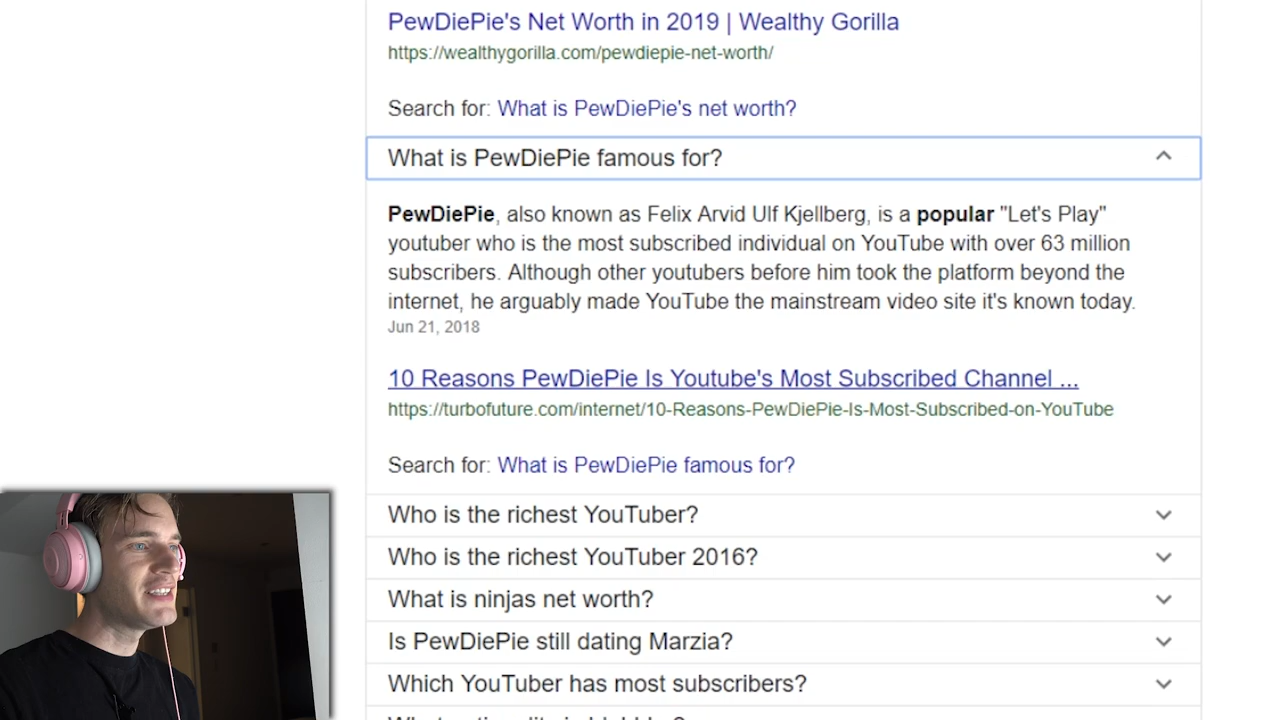 PewDiePie's Net Worth in 2019 | Wealthy Gorilla
https://wealthygorilla.com/pewdiepie-net-worth/
Search for: What is PewDiePie's net worth?
What is PewDiePie famous for?
PewDiePie, also known as Felix Arvid Ulf Kjellberg, is a popular "Let's Play"
youtuber who is the most subscribed individual on YouTube with over 63 million
subscribers. Although other youtubers before him took the platform beyond the
internet, he arguably made YouTube the mainstream video site it's known today.
Jun 21, 2018
10 Reasons PewDiePie Is Youtube's Most Subscribed Channel ...
https://turbofuture.com/internet/10-Reasons-PewDiePie-Is-Most-Subscribed-on-YouTube
Search for: What is PewDiePie famous for?
Who is the richest YouTuber?
Who is the richest YouTuber 2016?
What is ninjas net worth?
Is PewDiePie still dating Marzia?
Which YouTuber has most subscribers?